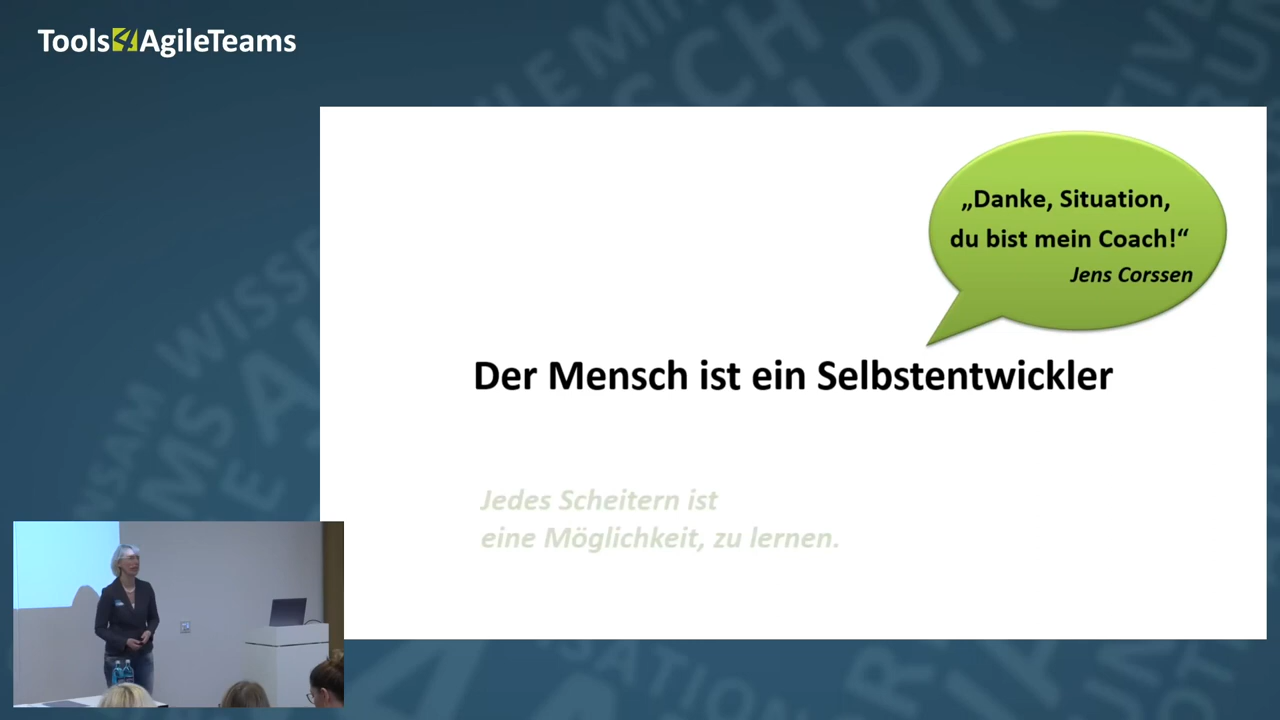 Tools4AgileTeams
„Danke, Situation,
du bist mein Coach!“
Jens Corssen
Der Mensch ist ein Selbstentwickler
Jedes Scheitern ist
eine Möglichkeit, zu lernen.